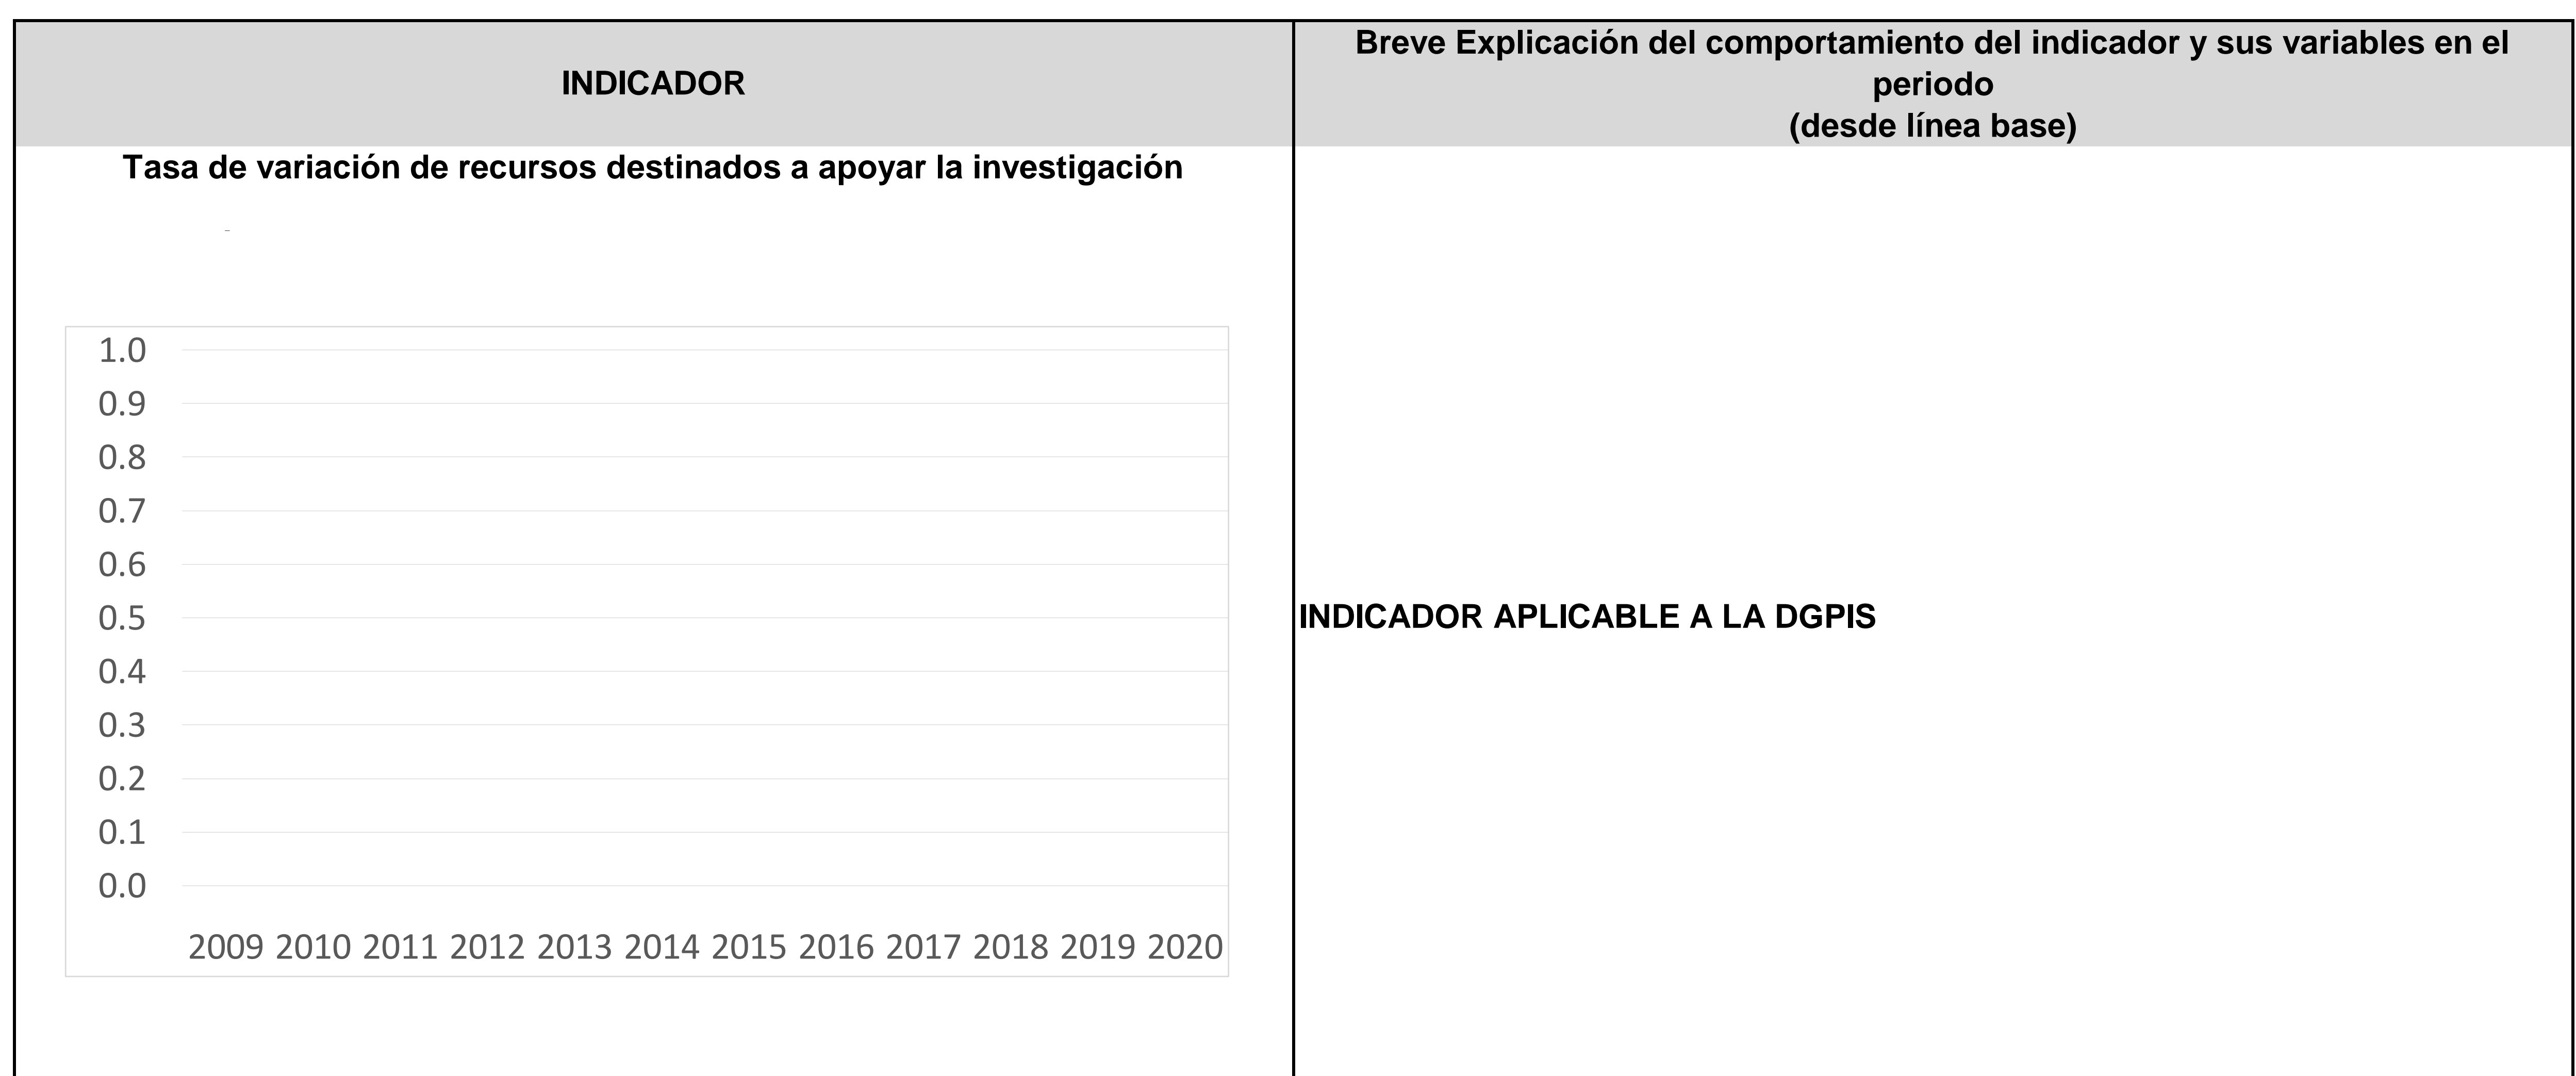 INDICADOR
Breve Explicación del comportamiento del indicador y sus variables en el
periodo
(desde línea base)
Tasa de variación de recursos destinados a apoyar la investigación
1.0
0.9
0.8
0.7
0.6
0.5
0.4
0.3
0.2
0.1
0.0
2009 2010 2011 2012 2013 2014 2015 2016 2017 2018 2019 2020
INDICADOR APLICABLE A LA DGPIS